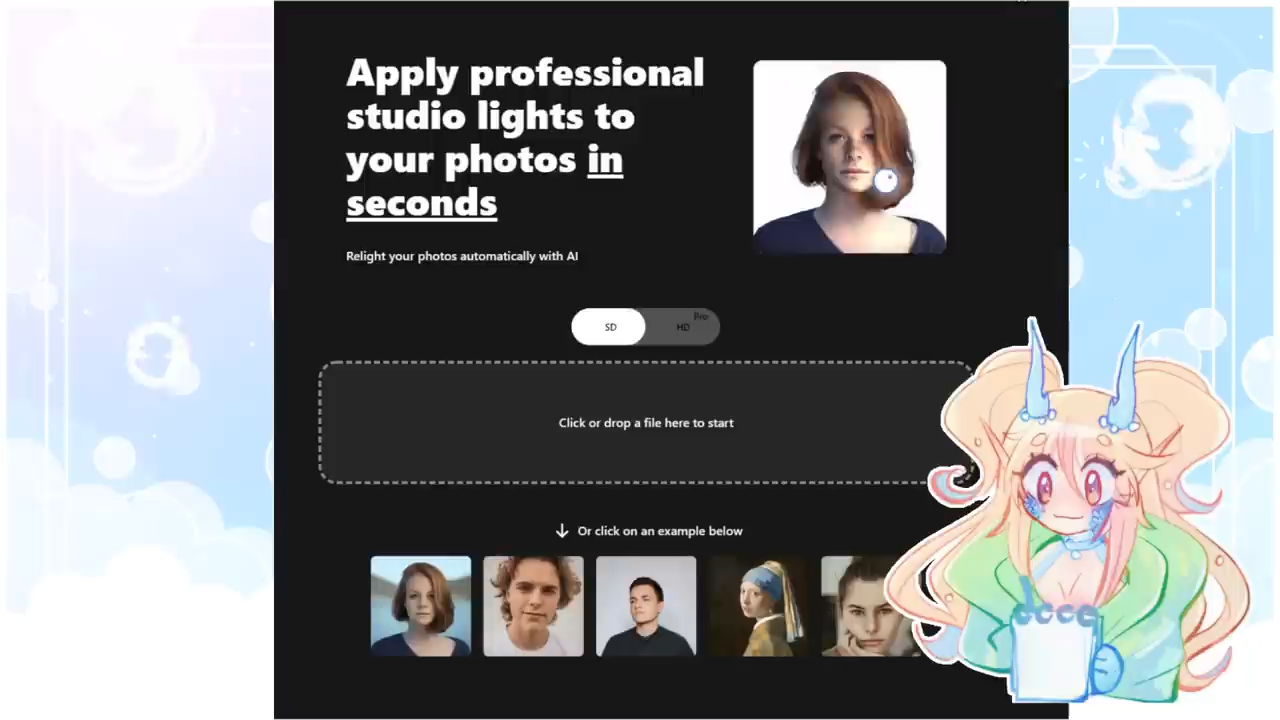 Apply professional
studio lights to
your photos in
seconds
Relight your photos automatically with AI
SD
HD
Pro
Click or drop a file here to start
Or click on an example below